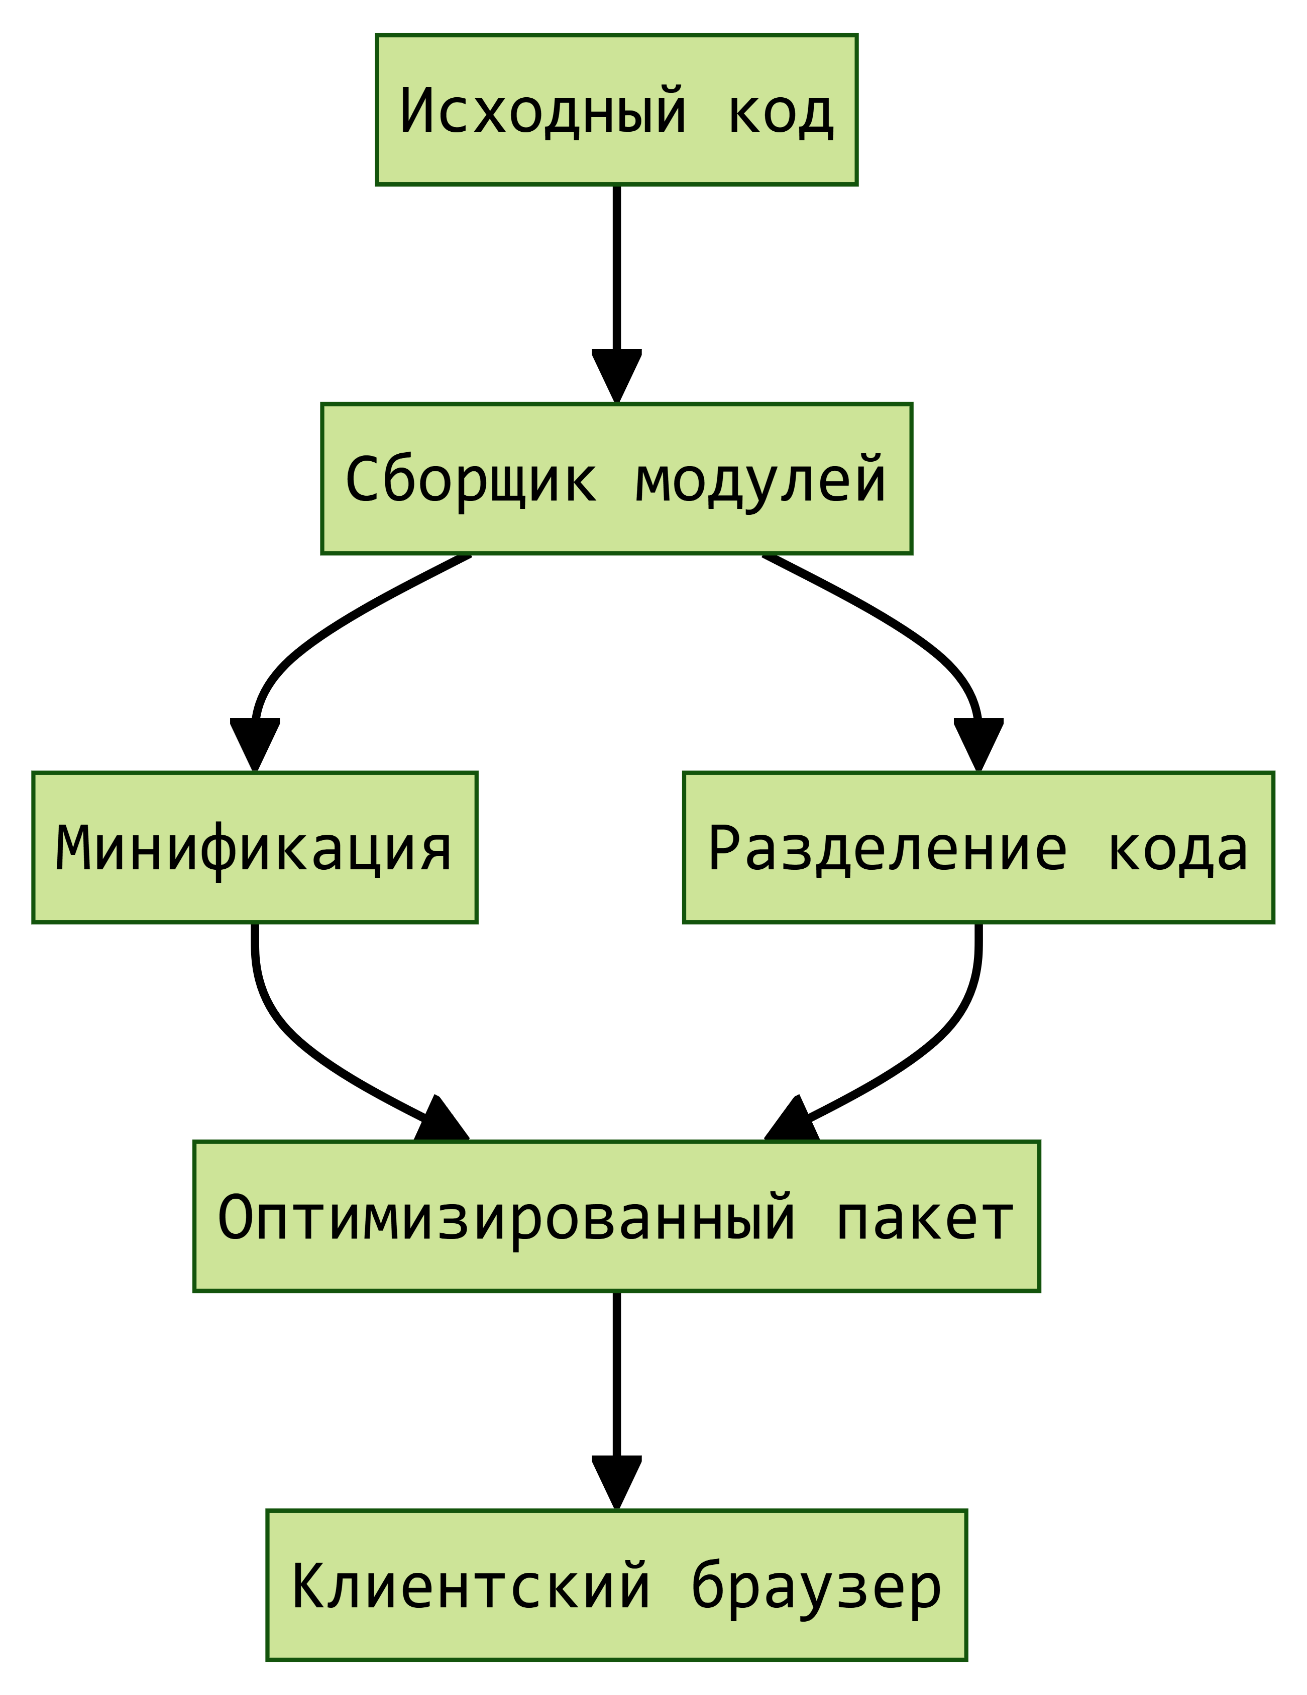 Исходный код
Сборщик модулей
Минификация
Разделение кода
Оптимизированный пакет
Клиентский браузер